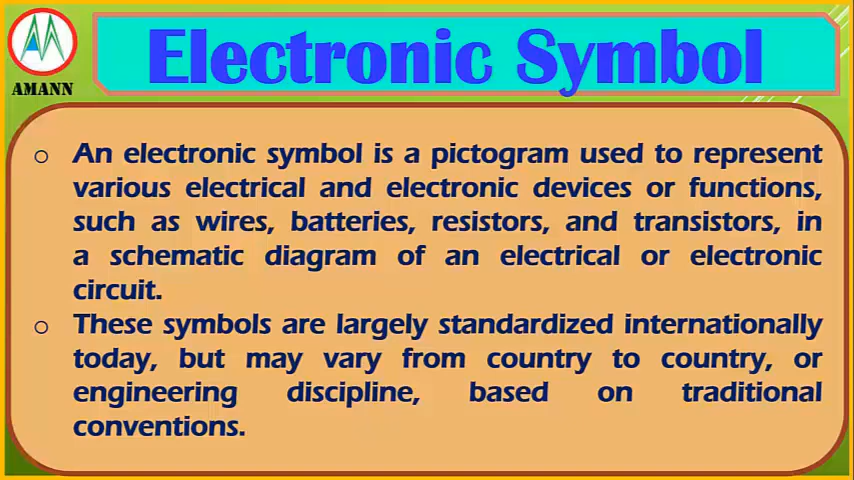 AMANN
Electronic Symbol
o An electronic symbol is a pictogram used to represent
various electrical and electronic devices or functions,
such as wires, batteries, resistors, and transistors, in
a schematic diagram of an electrical or electronic
circuit.
o These symbols are largely standardized internationally
today, but may vary from country to country, or
engineering discipline, based on traditional
conventions.